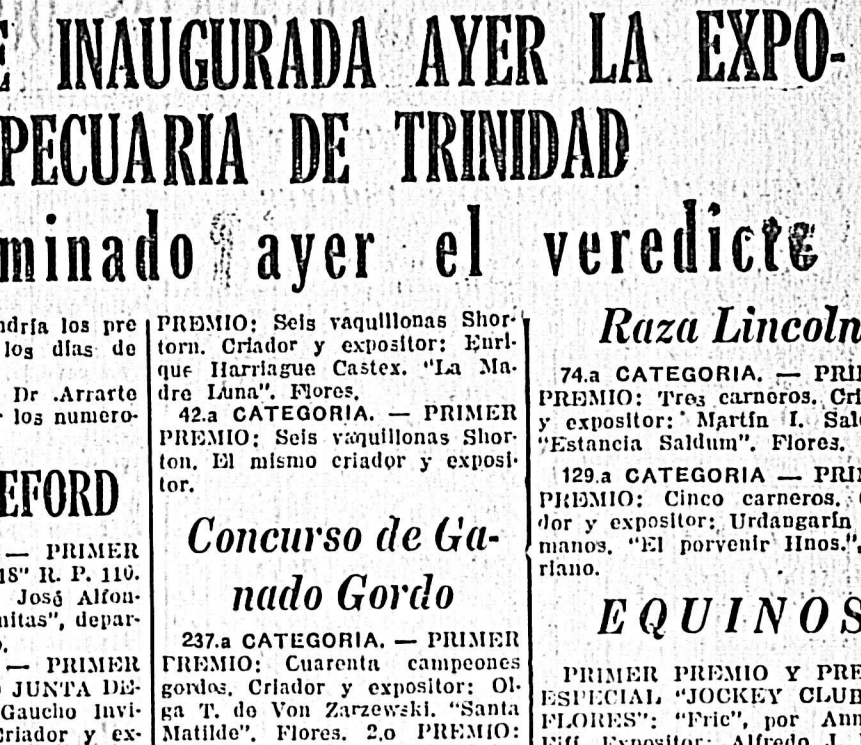 E INAUGURADA AYER LA EXPO-
PECUARIA DE TRINIDAD
minado ayer el veredicte
ndría los pre
los días de
Dr .Arrarte
los numero-
EFORD
— PRIMER
18" R. P. 110.
José Alfon-
nitas", depar-
— PRIMER
JUNTA DE-
Gaucho Invi-
Criador y ex-
PREMIO: Seis vaquillonas Shor-
torn. Criador y expositor: Enri-
que Harriague Castex. "La Ma-
dre Luna". Flores.
42.a CATEGORIA. — PRIMER
PREMIO: Seis vaquillonas Shor-
ton. El mismo criador y exposi-
tor.
Concurso de Ga-
nado Gordo
237.a CATEGORIA. — PRIMER
PREMIO: Cuarenta campeones
gordos. Criador y expositor: Ol-
ga T. de Von Zarzewski. "Santa
Matilde". Flores. 2.o PREMIO:
Raza Lincoln
74.a CATEGORIA. — PRI
PREMIO: Tres carneros. Cri
y expositor: Martín I. Sal
"Estancia Saldum". Flores.
129.a CATEGORIA — PRI
PREMIO: Cinco carneros.
dor y expositor: Urdangarín
manos. "El porvenir Hnos.".
riano.
EQUINOS
PRIMER PREMIO Y PRE
ESPECIAL "JOCKEY CLUB
FLORES": "Fric", por Ann
Eiff. Expositor: Alfredo J.